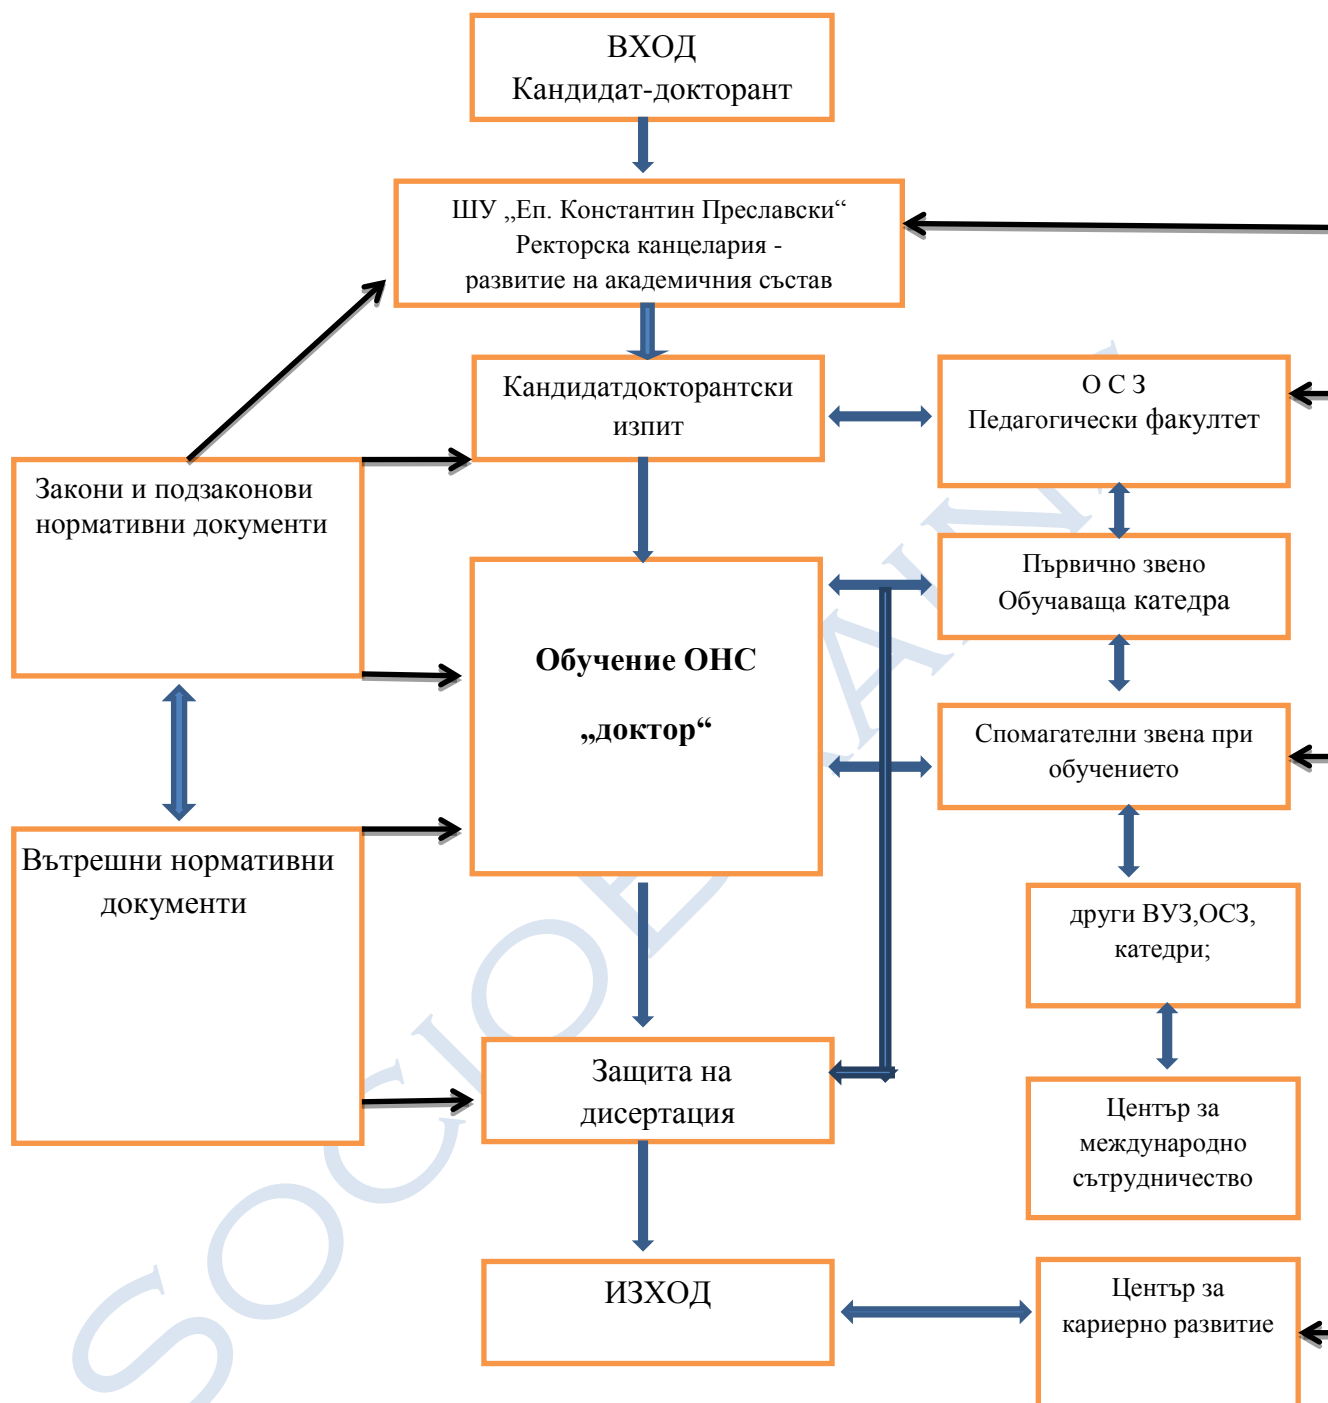 ВХОД
Кандидат-докторант
ШУ „Еп. Константин Преславски“
Ректорска канцелария -
развитие на академичния състав
Кандидатдокторантски
изпит
О С З
Педагогически факултет
Закони и подзаконови
нормативни документи
Първично звено
Обучаваща катедра
Обучение ОНС
„доктор“
Спомагателни звена при
обучението
Вътрешни нормативни
документи
други ВУЗ,ОСЗ,
катедри;
Защита на
дисертация
Център за
международно
сътрудничество
ИЗХОД
Център за
кариерно развитие